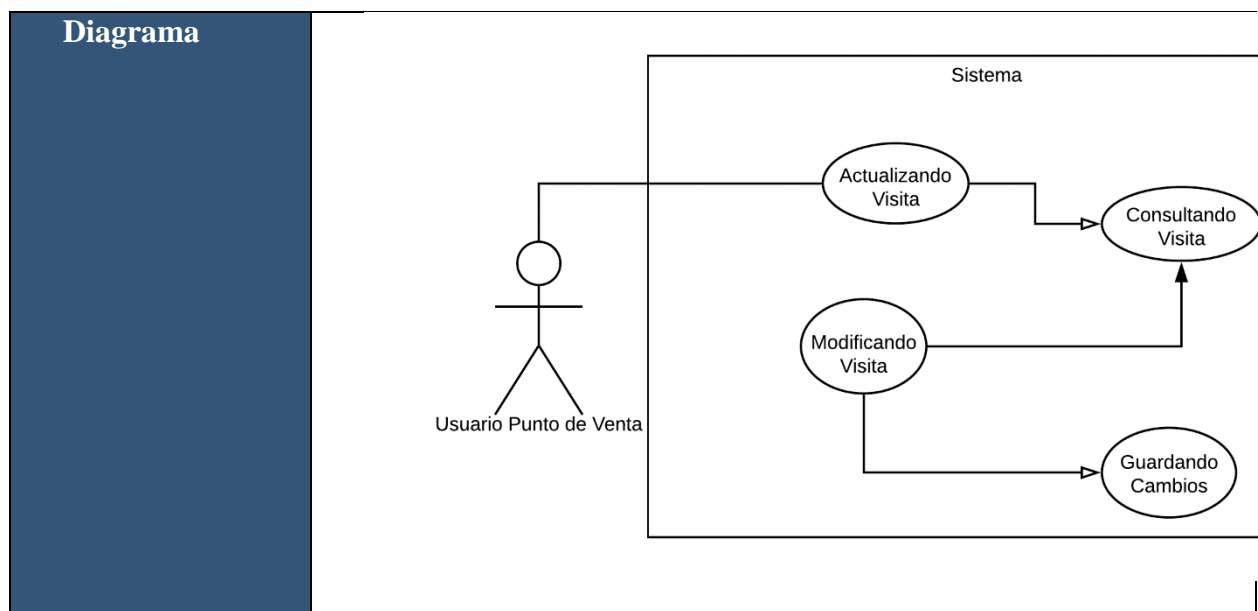 Diagrama
Sistema
Actualizando
Visita
Consultando
Visita
Modificando
Visita
Usuario Punto de Venta
Guardando
Cambios